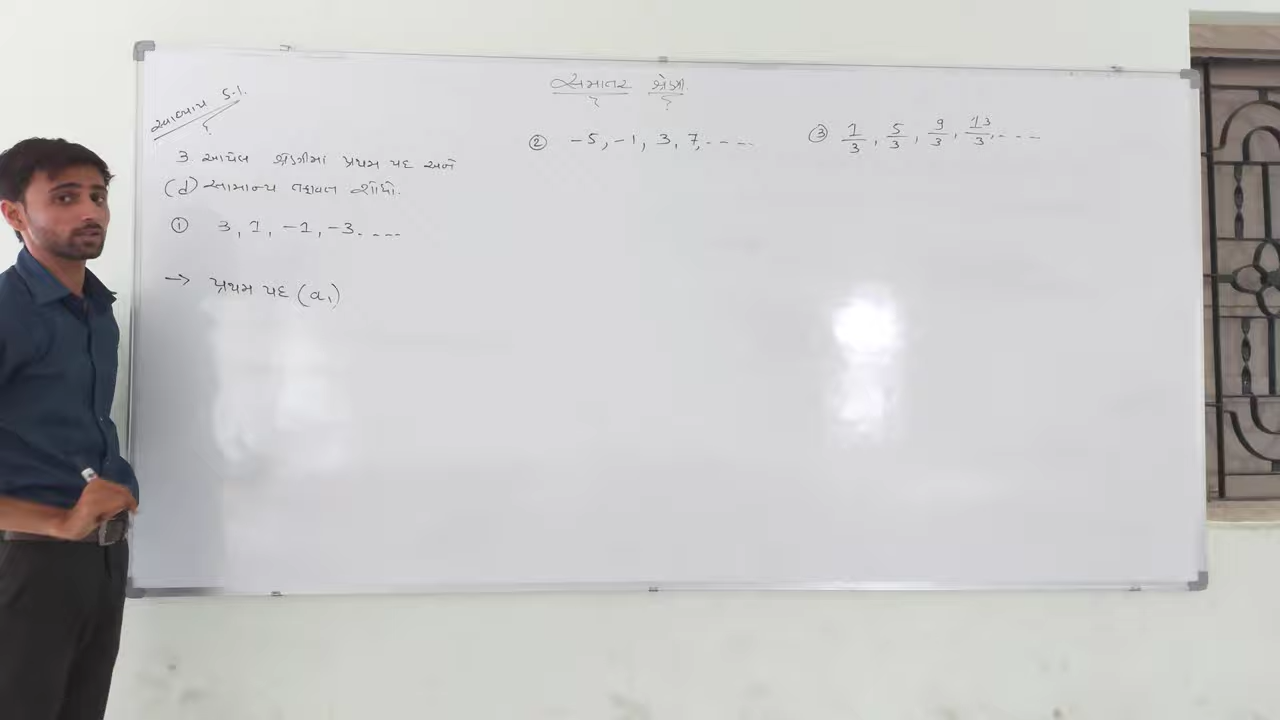 સમાંતર શ્રેણી
સ્વાધ્યાય 5.1.
3 આપેલ શ્રેણીમાં પ્રથમ પદ અને
(d) સામાન્ય તફાવત શોધો.
① 3, 1, -1, -3. ...
→ પ્રથમ પદ (a₁)
② -5, -1, 3, 7, ....
③ 1/3, 5/3, 9/3, 13/3, ....